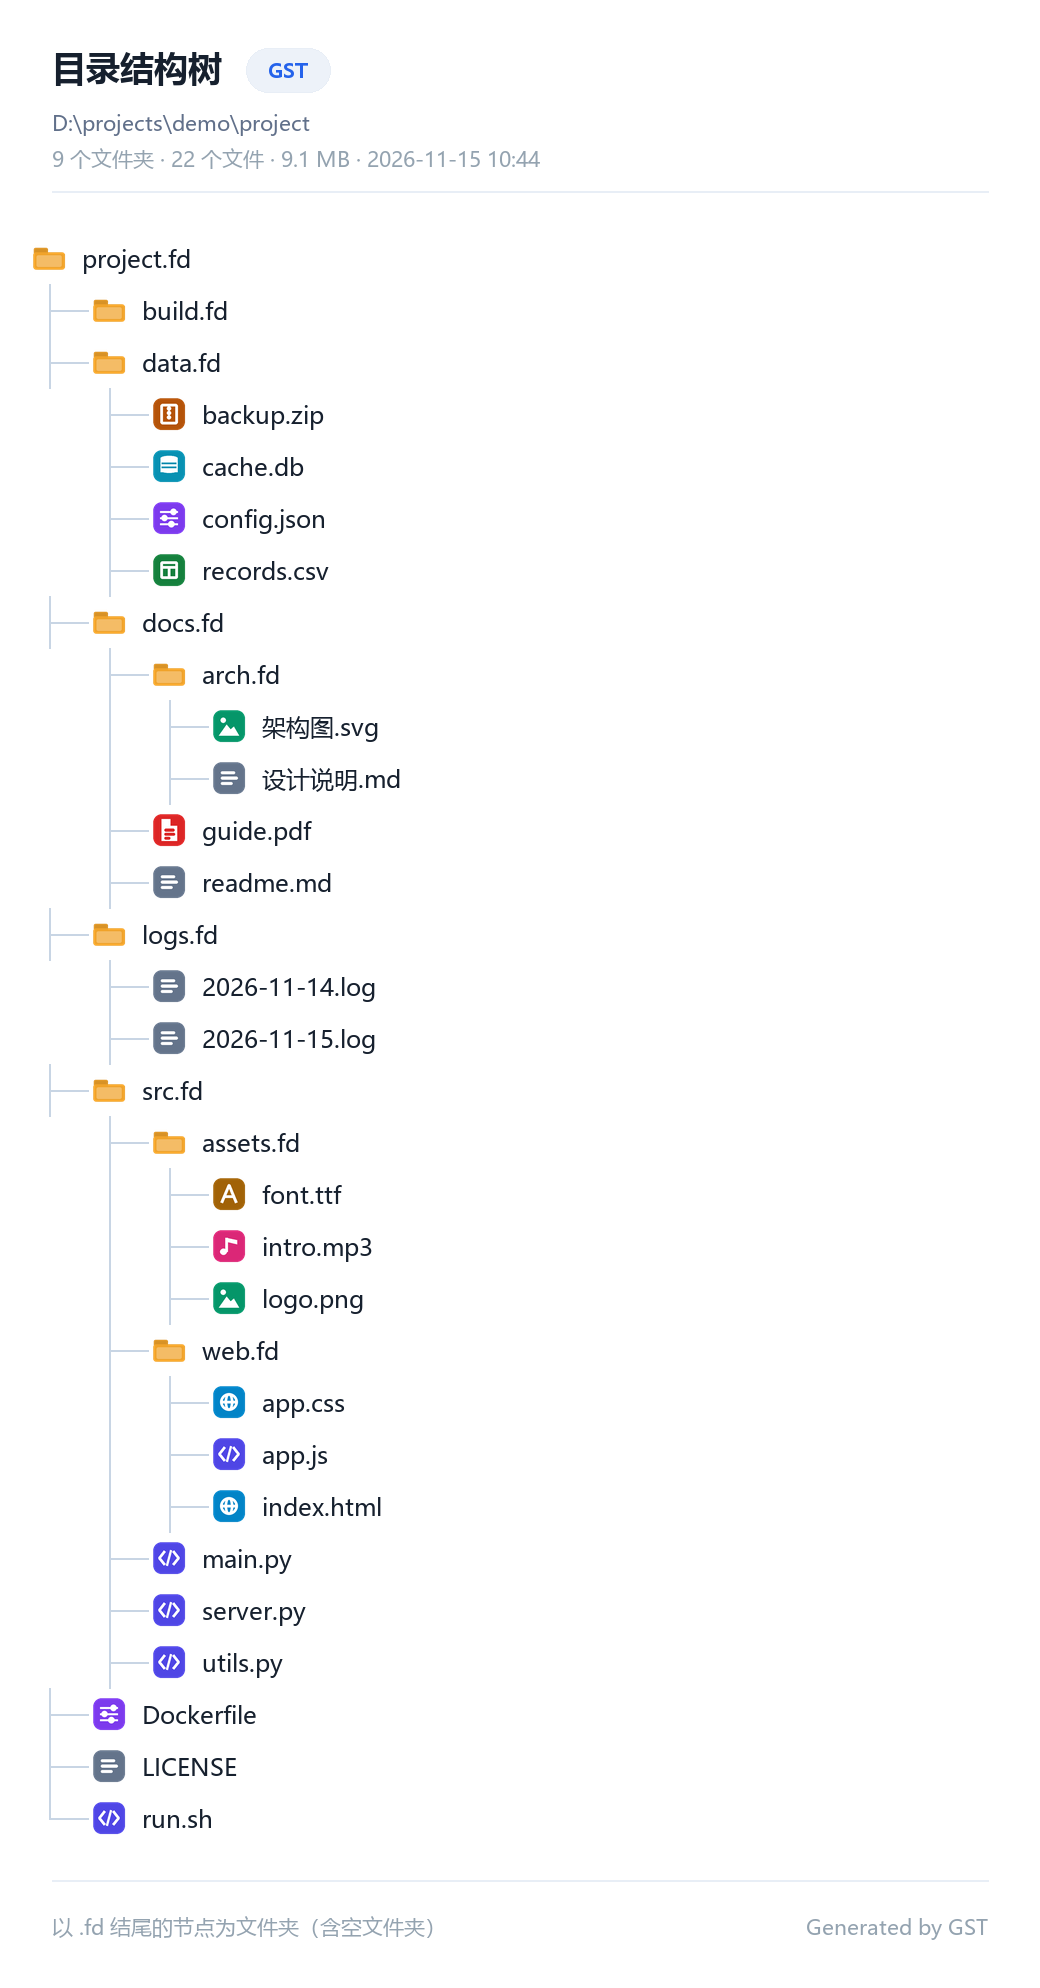 目录结构树 GST
D:\projects\demo\project
9 个文件夹 · 22 个文件 · 9.1 MB · 2026-11-15 10:44
project.fd
build.fd
data.fd
backup.zip
cache.db
config.json
records.csv
docs.fd
arch.fd
架构图.svg
设计说明.md
guide.pdf
readme.md
logs.fd
2026-11-14.log
2026-11-15.log
src.fd
assets.fd
font.ttf
intro.mp3
logo.png
web.fd
app.css
app.js
index.html
main.py
server.py
utils.py
Dockerfile
LICENSE
run.sh
以 .fd 结尾的节点为文件夹（含空文件夹） Generated by GST